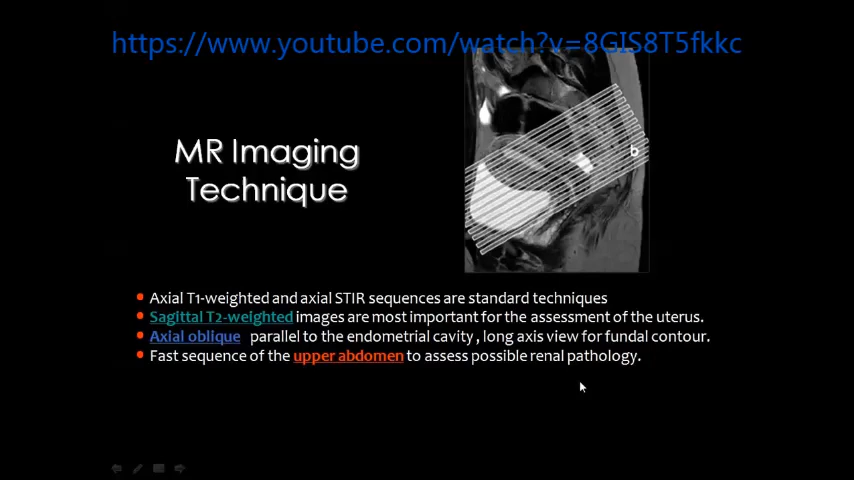 https://www.youtube.com/watch?v=8GIS8T5fkkc
MR Imaging
Technique
b
Axial T1-weighted and axial STIR sequences are standard techniques
Sagittal T2-weighted images are most important for the assessment of the uterus.
Axial oblique parallel to the endometrial cavity , long axis view for fundal contour.
Fast sequence of the upper abdomen to assess possible renal pathology.